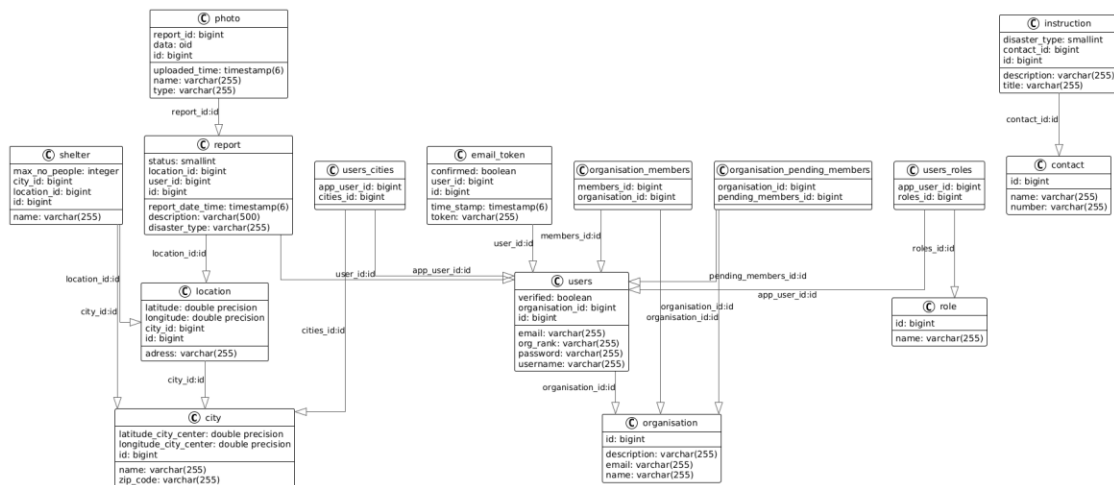 C photo
report_id: bigint
data: oid
id: bigint
uploaded_time: timestamp(6)
name: varchar(255)
type: varchar(255)
C instruction
disaster_type: smallint
contact_id: bigint
id: bigint
description: varchar(255)
title: varchar(255)
report_id:id
contact_id:id
C shelter
max_no_people: integer
city_id: bigint
location_id: bigint
id: bigint
name: varchar(255)
C report
status: smallint
location_id: bigint
user_id: bigint
id: bigint
report_date_time: timestamp(6)
description: varchar(500)
disaster_type: varchar(255)
C users_cities
app_user_id: bigint
cities_id: bigint
C email_token
confirmed: boolean
user_id: bigint
id: bigint
time_stamp: timestamp(6)
token: varchar(255)
C organisation_members
members_id: bigint
organisation_id: bigint
C organisation_pending_members
organisation_id: bigint
pending_members_id: bigint
C users_roles
app_user_id: bigint
roles_id: bigint
C contact
id: bigint
name: varchar(255)
number: varchar(255)
location_id:id
user_id:id
members_id:id
roles_id:id
location_id:id
user_id:id
app_user_id:id
pending_members_id:id
app_user_id:id
city_id:id
cities_id:id
organisation_id:id
organisation_id:id
C location
latitude: double precision
longitude: double precision
city_id: bigint
id: bigint
adress: varchar(255)
C users
verified: boolean
organisation_id: bigint
id: bigint
email: varchar(255)
org_rank: varchar(255)
password: varchar(255)
username: varchar(255)
C role
id: bigint
name: varchar(255)
city_id:id
organisation_id:id
C city
latitude_city_center: double precision
longitude_city_center: double precision
id: bigint
name: varchar(255)
zip_code: varchar(255)
C organisation
id: bigint
description: varchar(255)
email: varchar(255)
name: varchar(255)